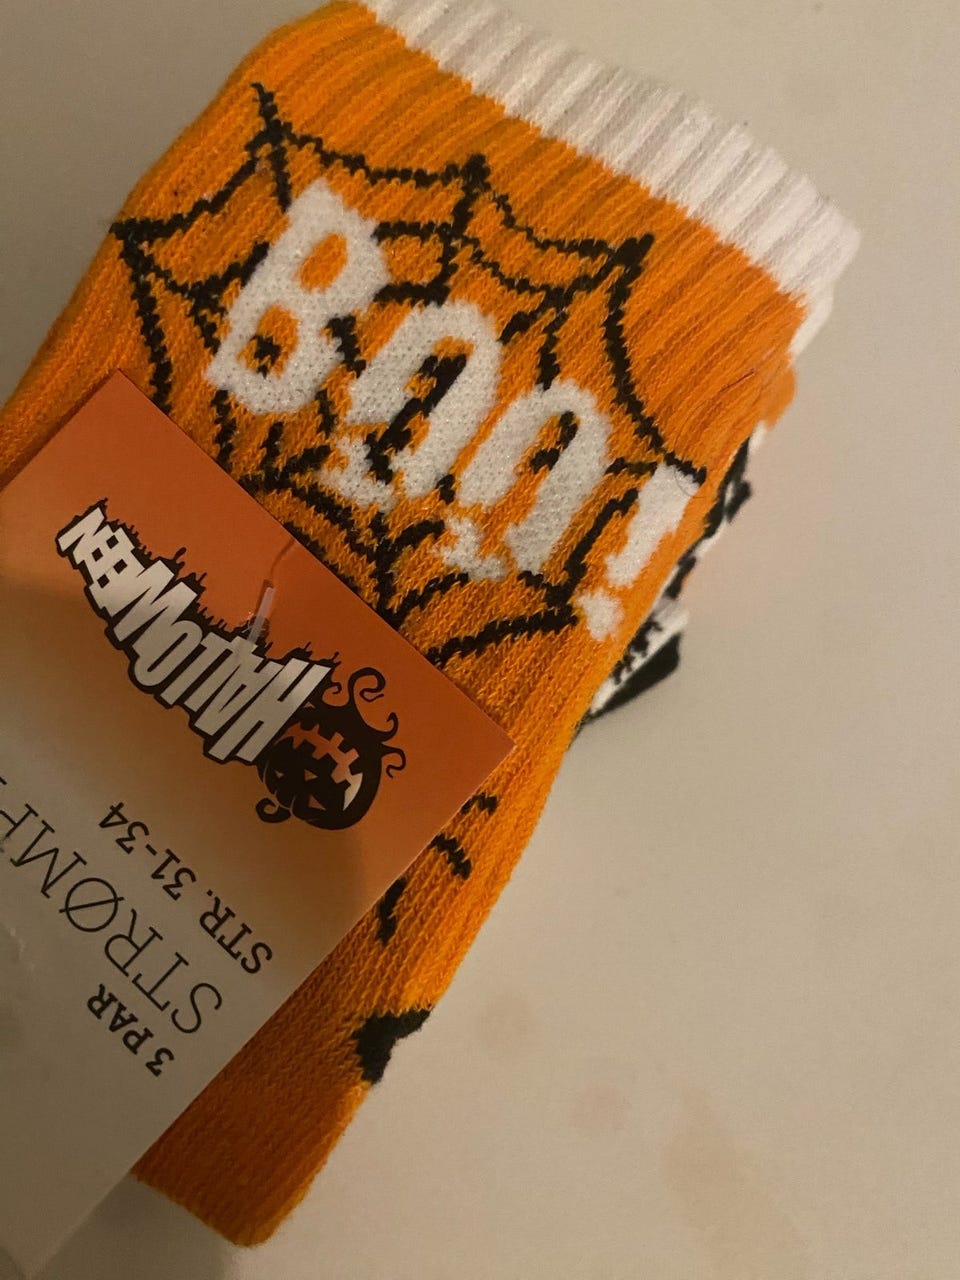 BOO!
3 PAR
STR. 31-34
HALLOWEEN